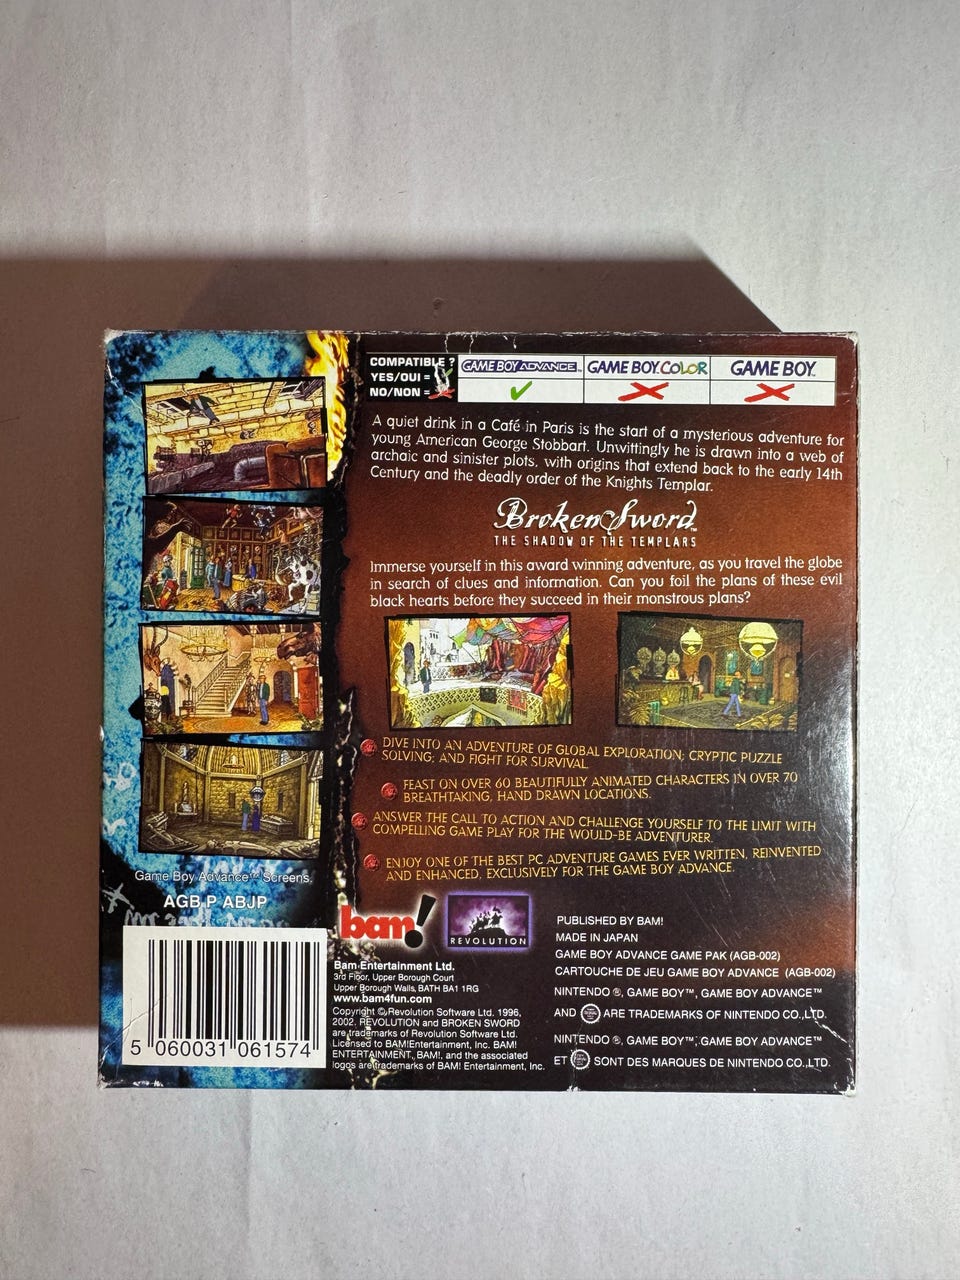 COMPATIBLE ?
YES/OUI =
NO/NON =
GAME BOY ADVANCE™
GAME BOY COLOR
GAME BOY.
A quiet drink in a Café in Paris is the start of a mysterious adventure for
young American George Stobbart. Unwittingly he is drawn into a web of
archaic and sinister plots, with origins that extend back to the early 14th
Century and the deadly order of the Knights Templar.
Broken Sword™
THE SHADOW OF THE TEMPLARS
Immerse yourself in this award winning adventure, as you travel the globe
in search of clues and information. Can you foil the plans of these evil
black hearts before they succeed in their monstrous plans?
DIVE INTO AN ADVENTURE OF GLOBAL EXPLORATION; CRYPTIC PUZZLE
SOLVING; AND FIGHT FOR SURVIVAL
FEAST ON OVER 60 BEAUTIFULLY ANIMATED CHARACTERS IN OVER 70
BREATHTAKING, HAND DRAWN LOCATIONS.
ANSWER THE CALL TO ACTION AND CHALLENGE YOURSELF TO THE LIMIT WITH
COMPELLING GAME PLAY FOR THE WOULD-BE ADVENTURER.
ENJOY ONE OF THE BEST PC ADVENTURE GAMES EVER WRITTEN, REINVENTED
AND ENHANCED, EXCLUSIVELY FOR THE GAME BOY ADVANCE.
Game Boy Advance™ Screens.
AGB P ABJP
5 060031 061574
bam!
REVOLUTION
Bam Entertainment Ltd.
3rd Floor, Upper Borough Court
Upper Borough Walls, BATH BA1 1RG
www.bam4fun.com
Copyright © Revolution Software Ltd. 1996,
2002. REVOLUTION and BROKEN SWORD
are trademarks of Revolution Software Ltd.
Licensed to BAM!Entertainment, Inc. BAM!
ENTERTAINMENT, BAM!, and the associated
logos are trademarks of BAM! Entertainment, Inc.
PUBLISHED BY BAM!
MADE IN JAPAN
GAME BOY ADVANCE GAME PAK (AGB-002)
CARTOUCHE DE JEU GAME BOY ADVANCE (AGB-002)
NINTENDO ®, GAME BOY™, GAME BOY ADVANCE™
AND ARE TRADEMARKS OF NINTENDO CO.,LTD.
NINTENDO ®, GAME BOY™, GAME BOY ADVANCE™
ET SONT DES MARQUES DE NINTENDO CO.,LTD.